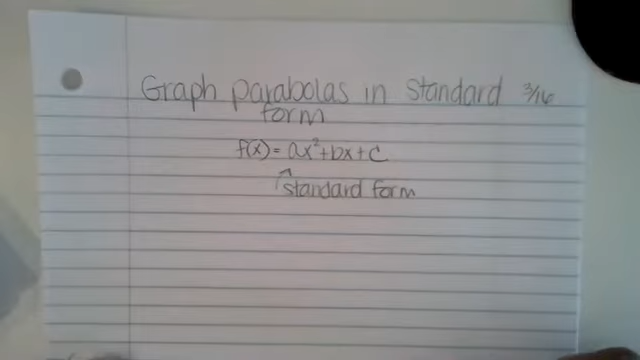 Graph parabolas in Standard 3/16
form
f(x) = ax²+bx+c
standard form